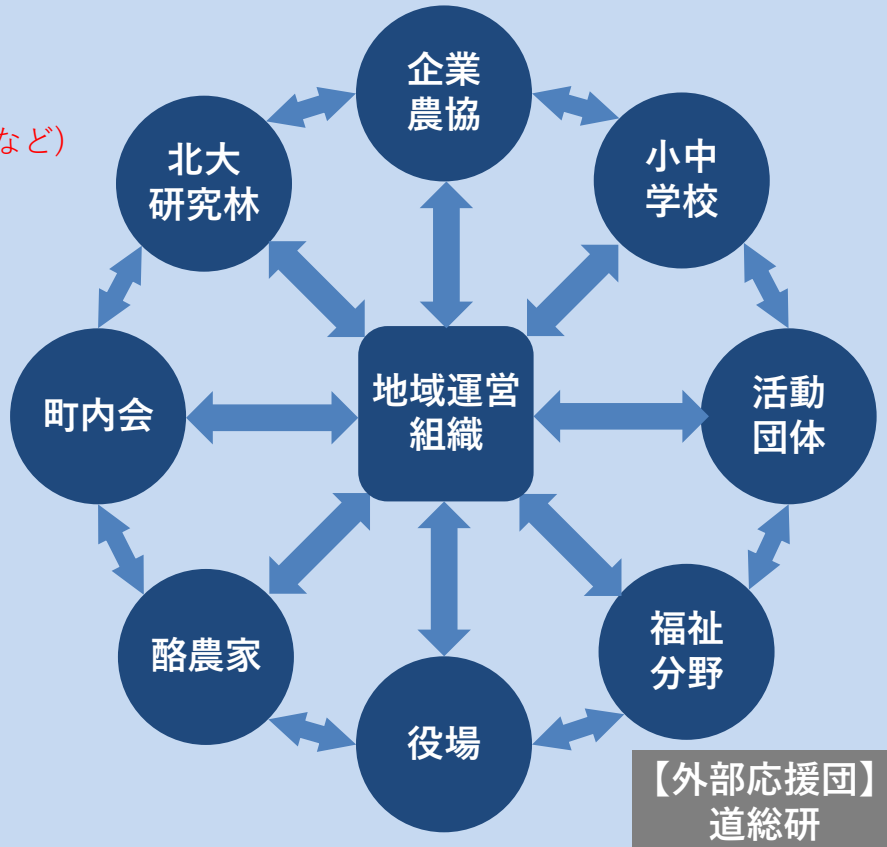 企業
農協
など）
北大
研究林
小中
学校
町内会
地域運営
組織
活動
団体
酪農家
福祉
分野
役場
【外部応援団】
道総研